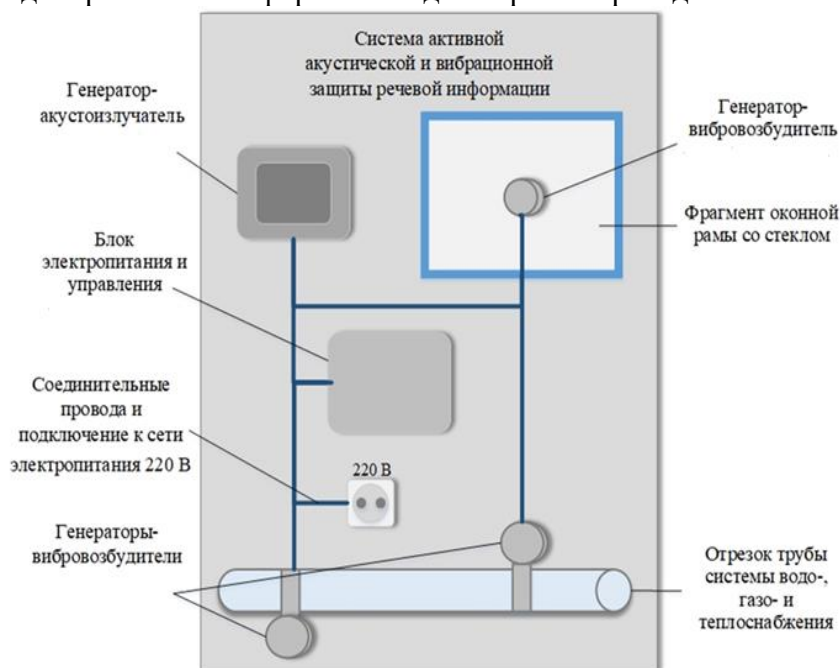 Система активной
акустической и вибрационной
защиты речевой информации
Генератор-
акустоизлучатель
Генератор-
вибровозбудитель
Блок
электропитания и
управления
Фрагмент оконной
рамы со стеклом
Соединительные
провода и
подключение к сети
электропитания 220 В
220 В
Генераторы-
вибровозбудители
Отрезок трубы
системы водо-,
газо- и
теплоснабжения